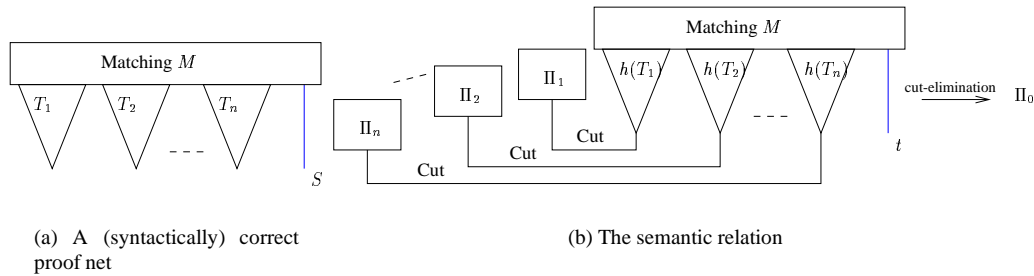 Matching M
T₁ T₂ Tₙ
S
(a) A (syntactically) correct
proof net
Matching M
h(T₁) h(T₂) h(Tₙ)
Π₁
Π₂
Πₙ
Cut
Cut
Cut
t
cut-elimination
Π₀
(b) The semantic relation